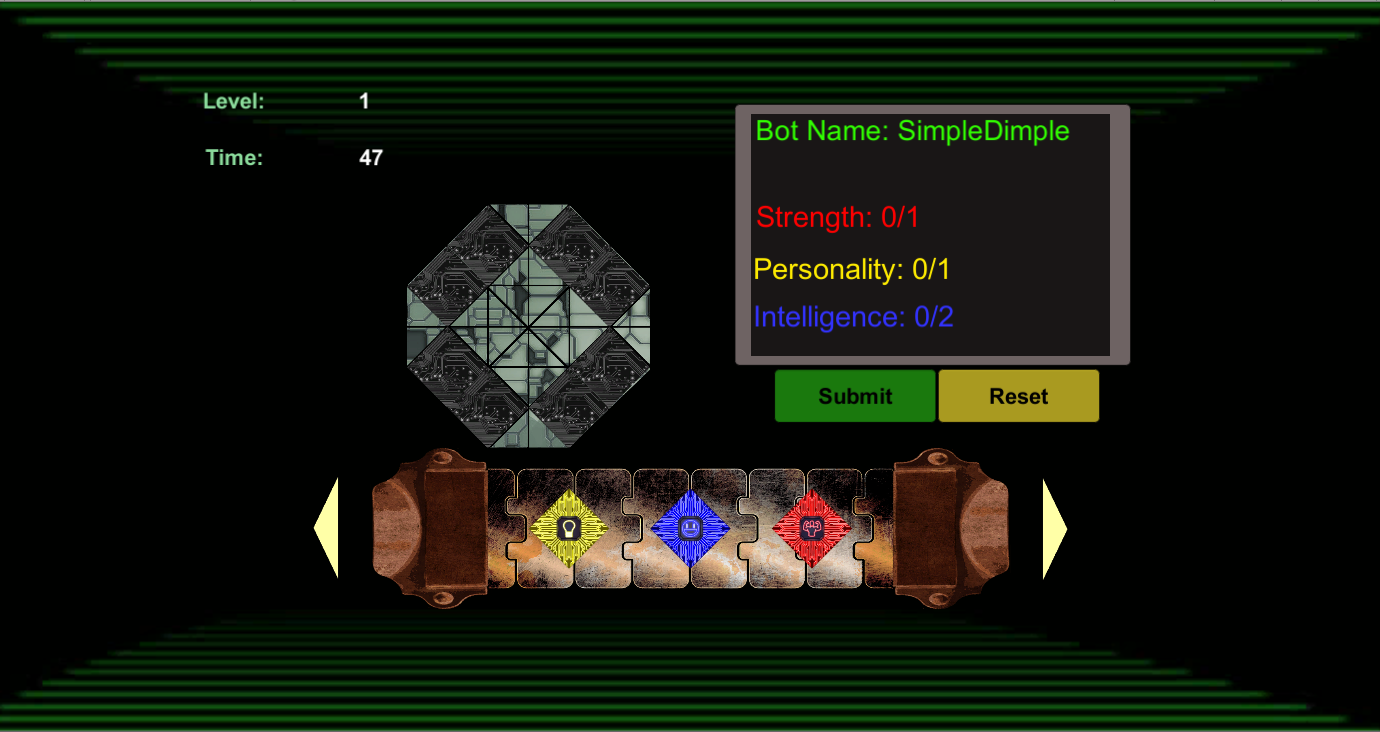 Level: 1
Time: 47
Bot Name: SimpleDimple
Strength: 0/1
Personality: 0/1
Intelligence: 0/2
Submit
Reset